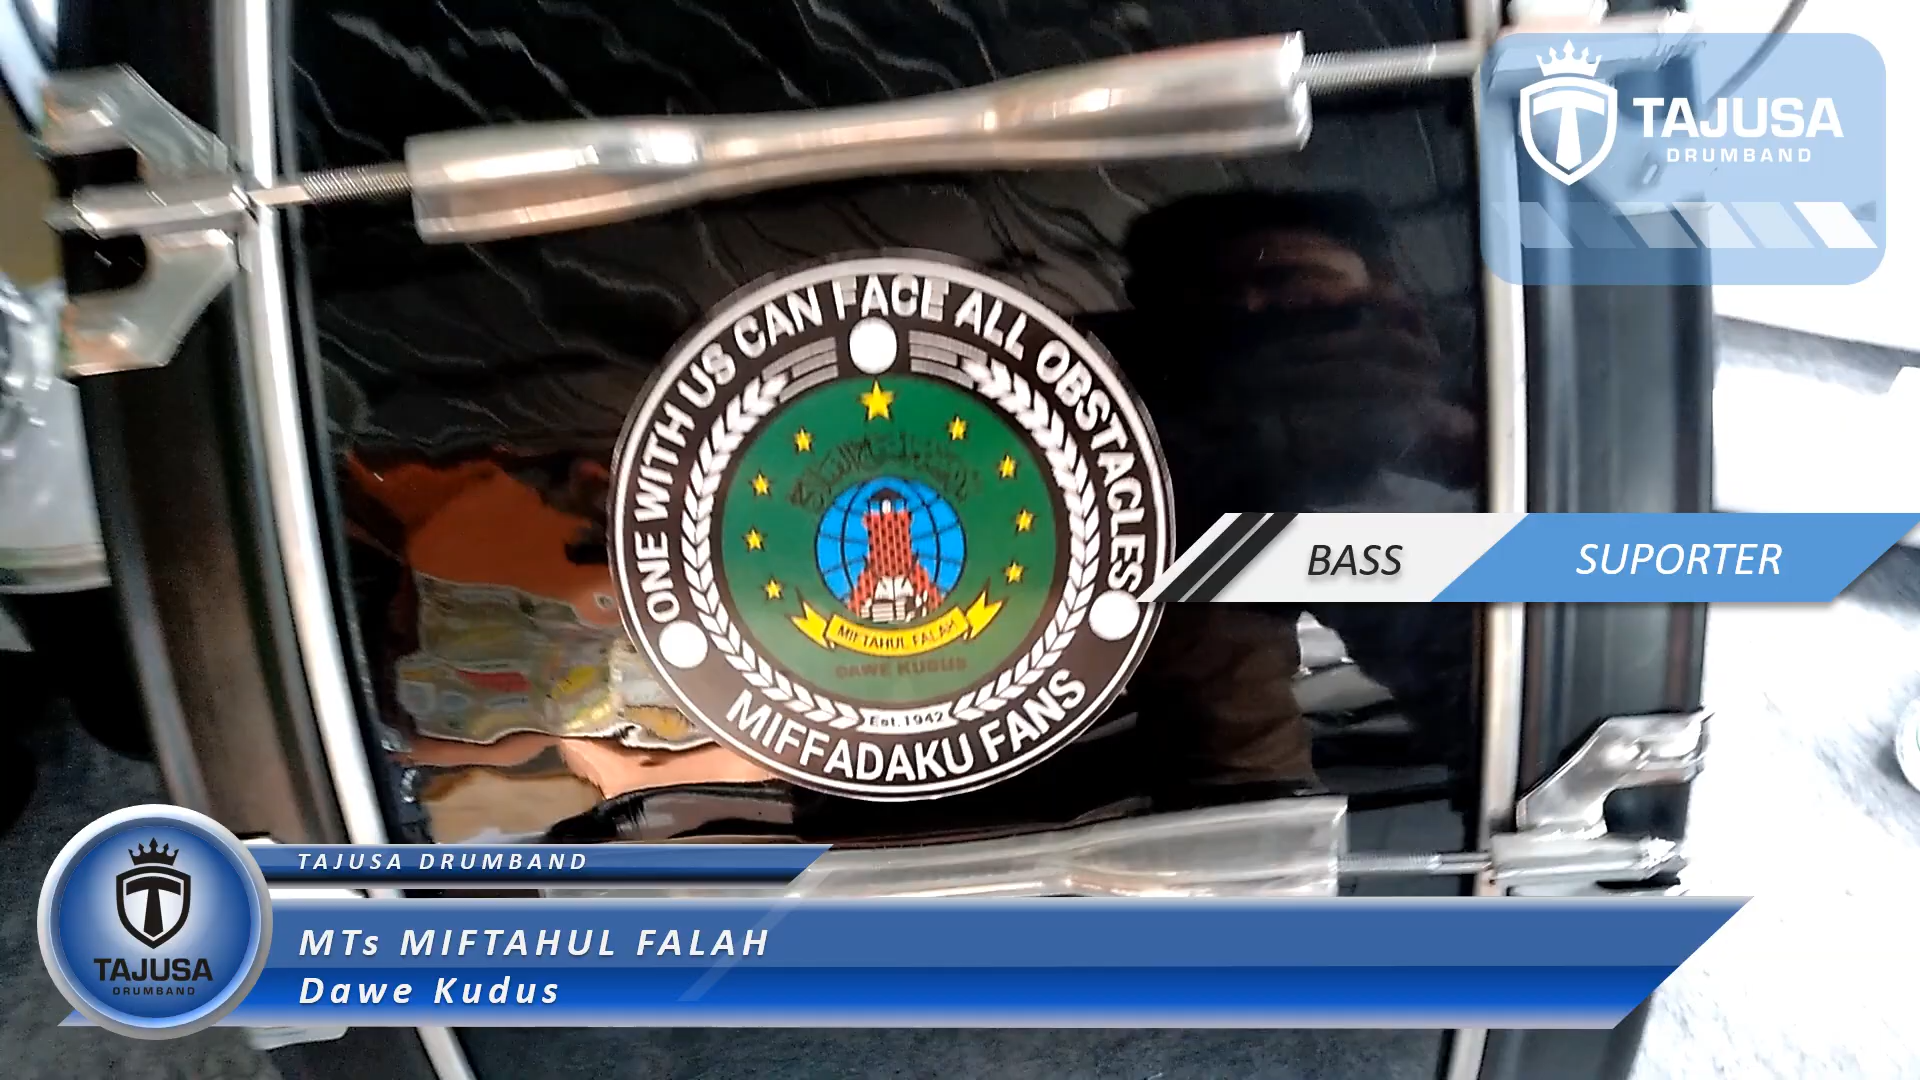 TAJUSA
DRUMBAND
ONE WITH US CAN FACE ALL OBSTACLES
MIFTAHUL FALAH
DAWE KUDUS
Est.1942
MIFFADAKU FANS
BASS
SUPORTER
TAJUSA DRUMBAND
MTs MIFTAHUL FALAH
Dawe Kudus
TAJUSA
DRUMBAND